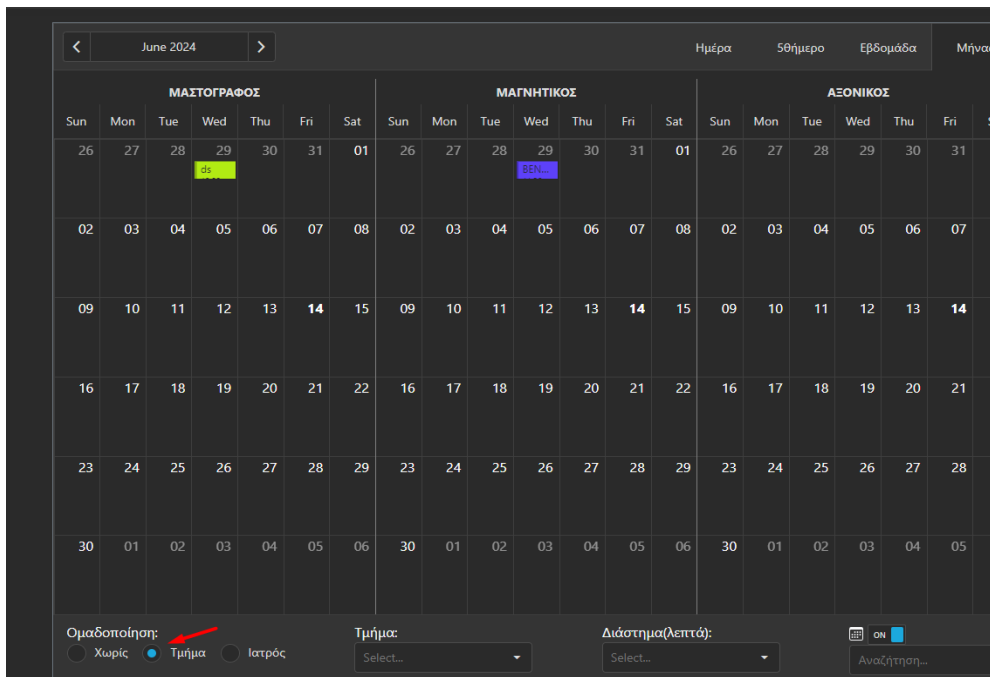 June 2024 Ημέρα 5θήμερο Εβδομάδα Μήνας
ΜΑΣΤΟΓΡΑΦΟΣ ΜΑΓΝΗΤΙΚΟΣ ΑΞΟΝΙΚΟΣ
Sun Mon Tue Wed Thu Fri Sat Sun Mon Tue Wed Thu Fri Sat Sun Mon Tue Wed Thu Fri
26 27 28 29 30 31 01 26 27 28 29 30 31 01 26 27 28 29 30 31
ds BEN...
02 03 04 05 06 07 08 02 03 04 05 06 07 08 02 03 04 05 06 07
09 10 11 12 13 14 15 09 10 11 12 13 14 15 09 10 11 12 13 14
16 17 18 19 20 21 22 16 17 18 19 20 21 22 16 17 18 19 20 21
23 24 25 26 27 28 29 23 24 25 26 27 28 29 23 24 25 26 27 28
30 01 02 03 04 05 06 30 01 02 03 04 05 06 30 01 02 03 04 05
Ομαδοποίηση: Τμήμα: Διάστημα(λεπτά): ON
Χωρίς Τμήμα Ιατρός Select... Select... Αναζήτηση...